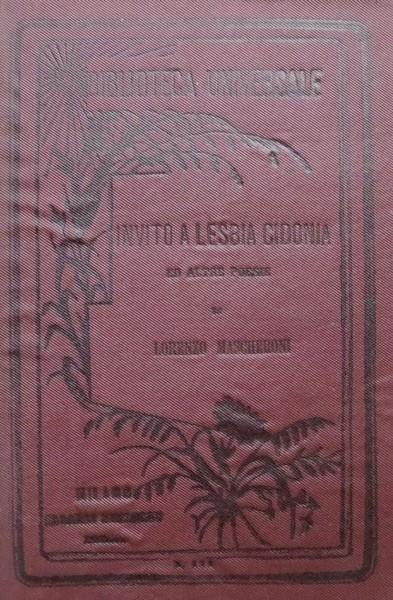 BIBLIOTECA UNIVERSALE
INVITO A LESBIA CIDONIA
ED ALTRE POESIE
DI
LORENZO MASCHERONI
MILANO
N.